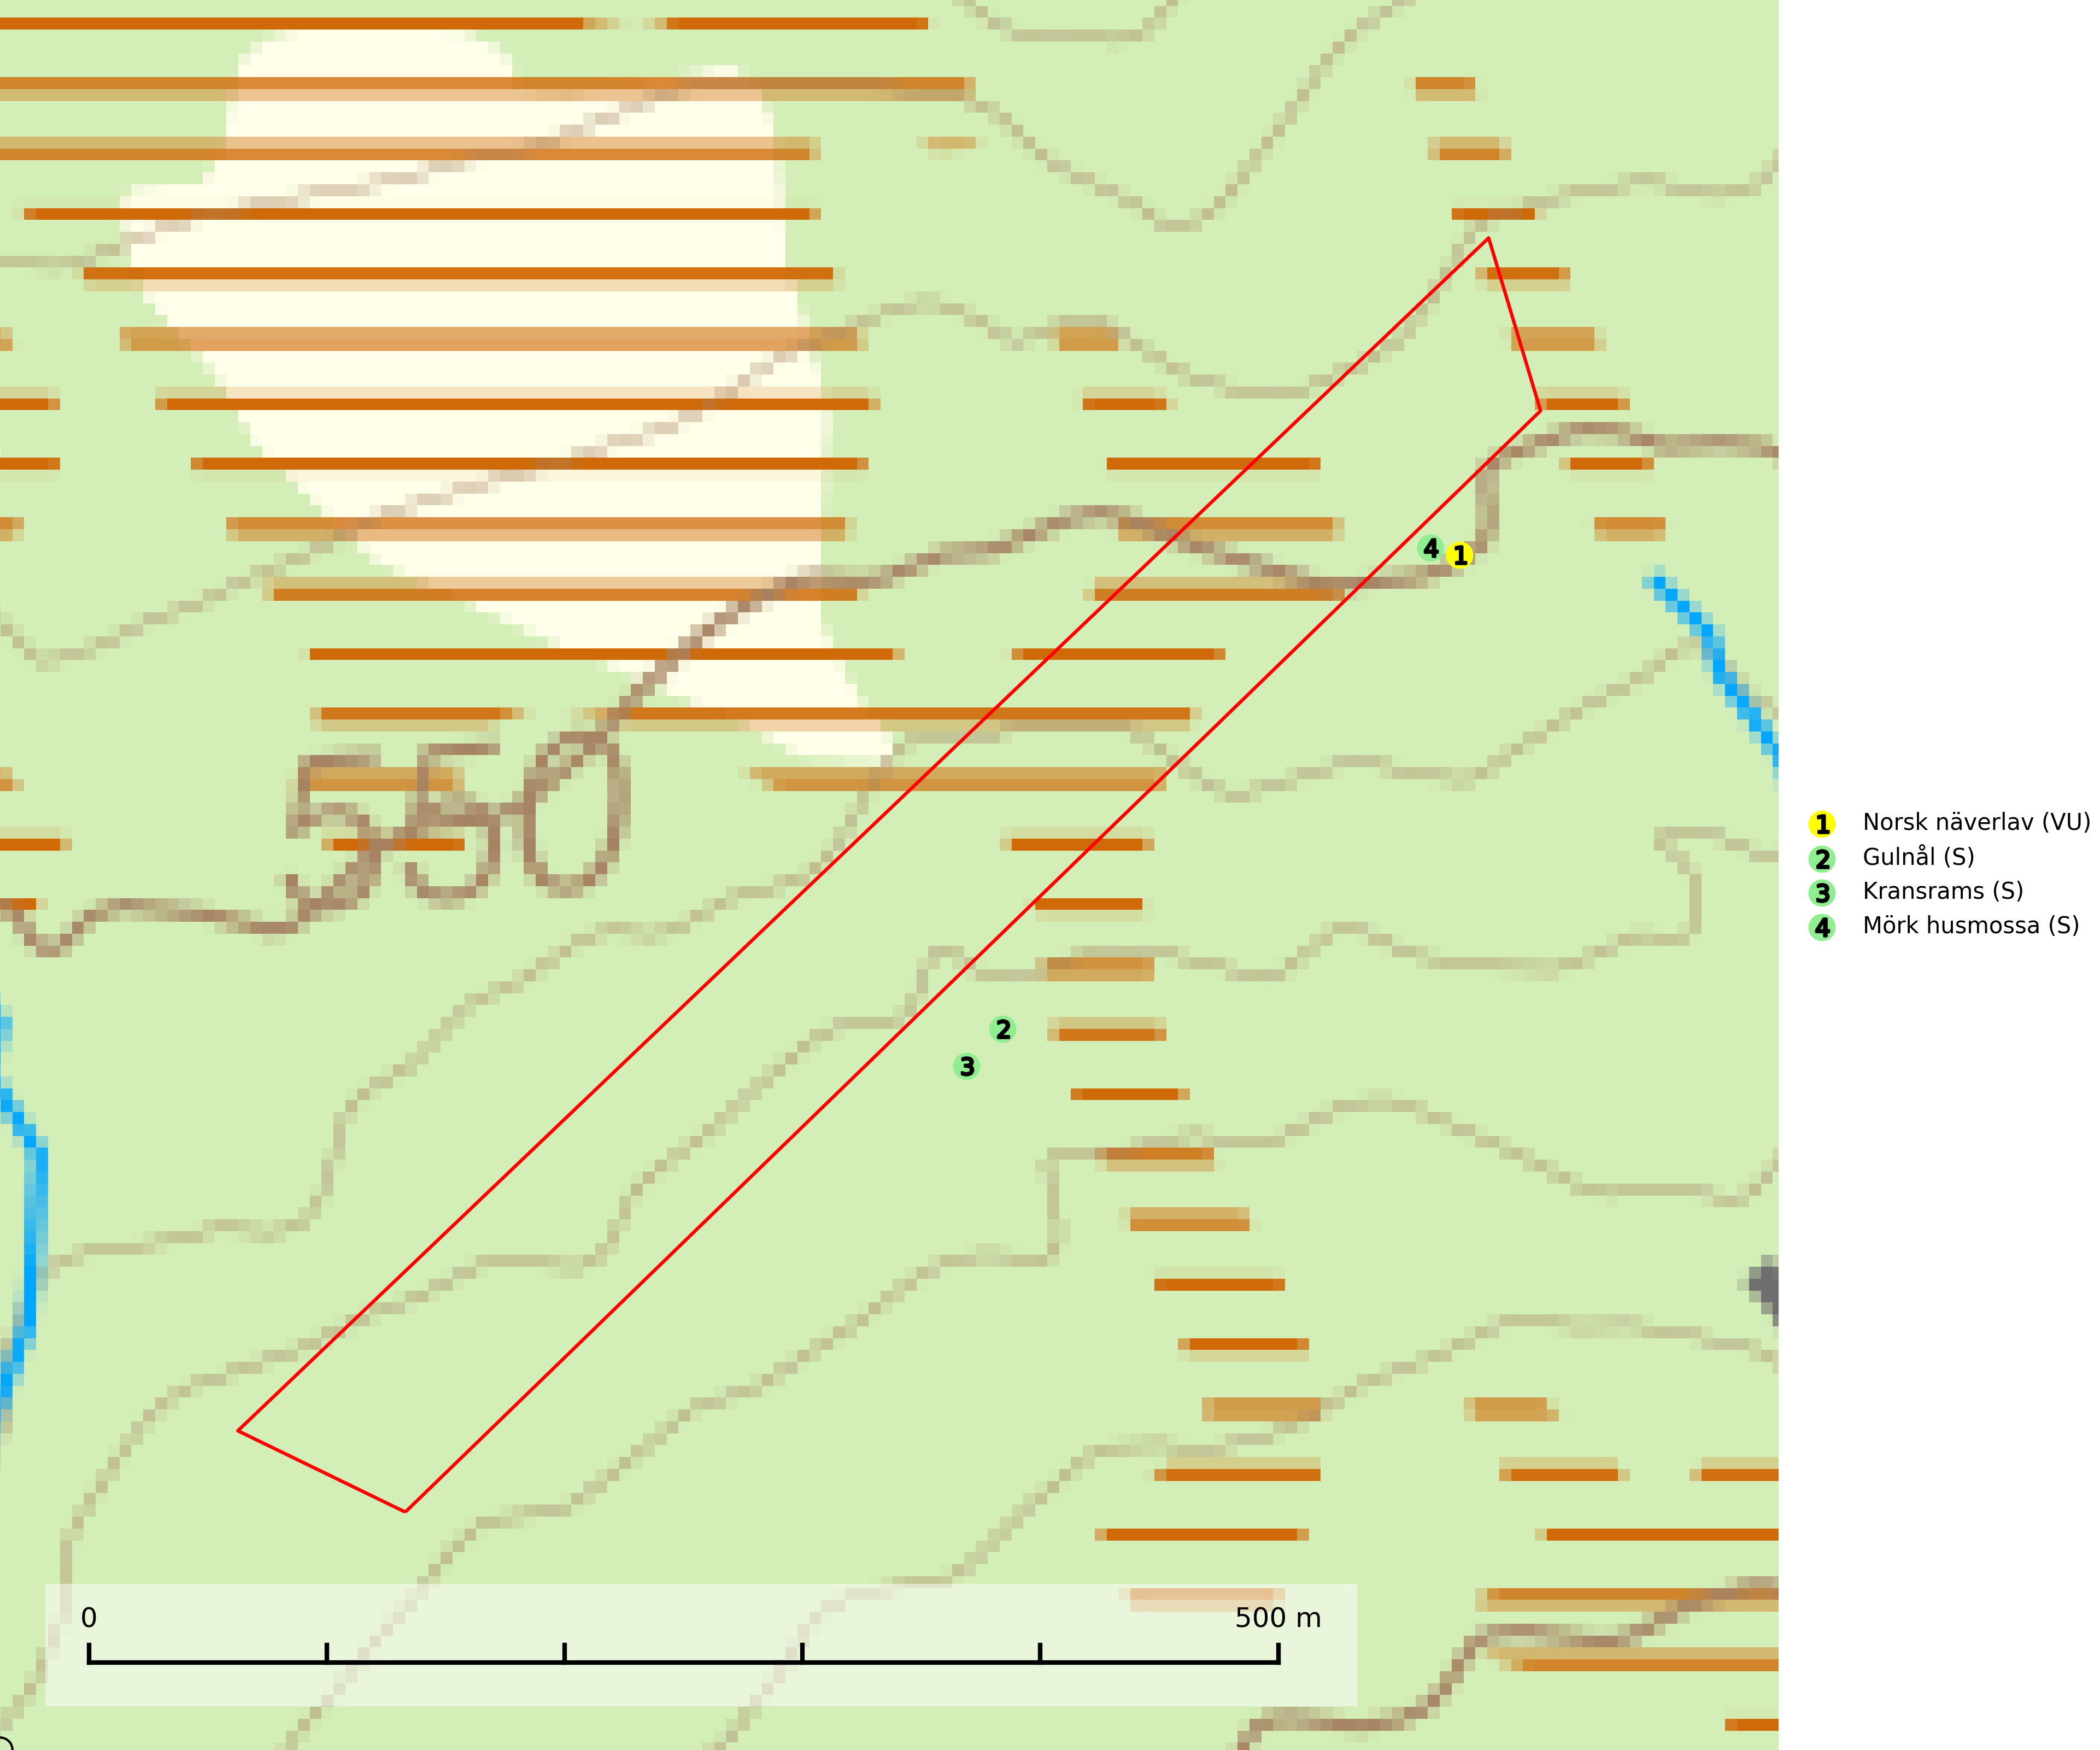 550
4 1
1 Norsk näverlav (VU)
2 Gulnål (S)
3 Kransrams (S)
4 Mörk husmossa (S)
2
3
0 500 m